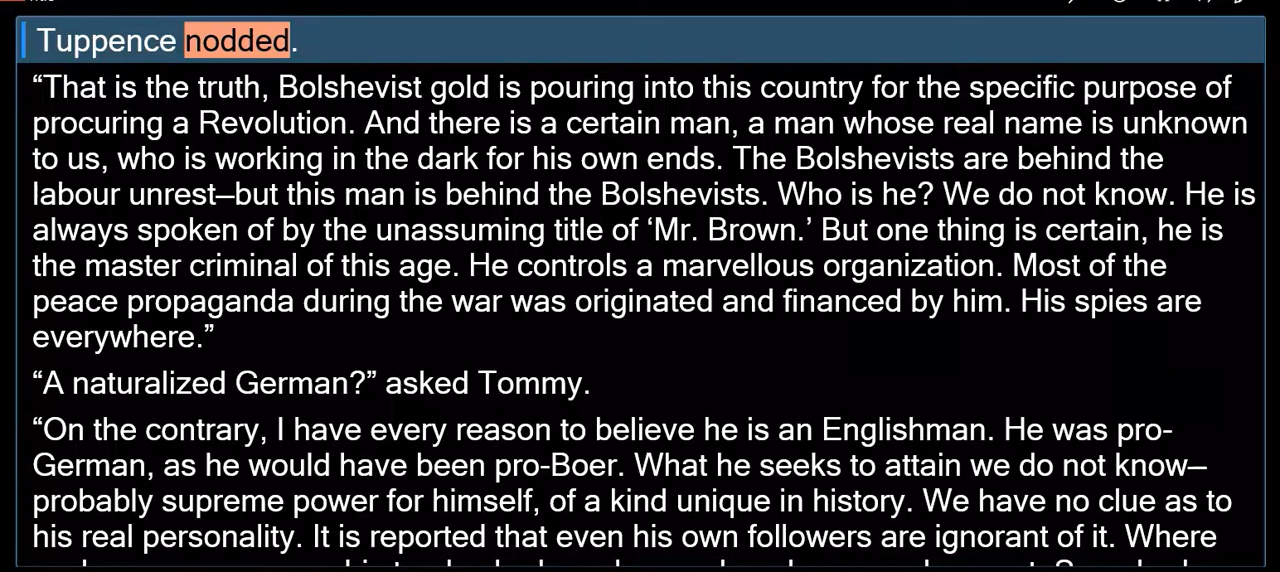 Tuppence nodded.
“That is the truth, Bolshevist gold is pouring into this country for the specific purpose of
procuring a Revolution. And there is a certain man, a man whose real name is unknown
to us, who is working in the dark for his own ends. The Bolshevists are behind the
labour unrest—but this man is behind the Bolshevists. Who is he? We do not know. He is
always spoken of by the unassuming title of ‘Mr. Brown.’ But one thing is certain, he is
the master criminal of this age. He controls a marvellous organization. Most of the
peace propaganda during the war was originated and financed by him. His spies are
everywhere.”
“A naturalized German?” asked Tommy.
“On the contrary, I have every reason to believe he is an Englishman. He was pro-
German, as he would have been pro-Boer. What he seeks to attain we do not know—
probably supreme power for himself, of a kind unique in history. We have no clue as to
his real personality. It is reported that even his own followers are ignorant of it. Where